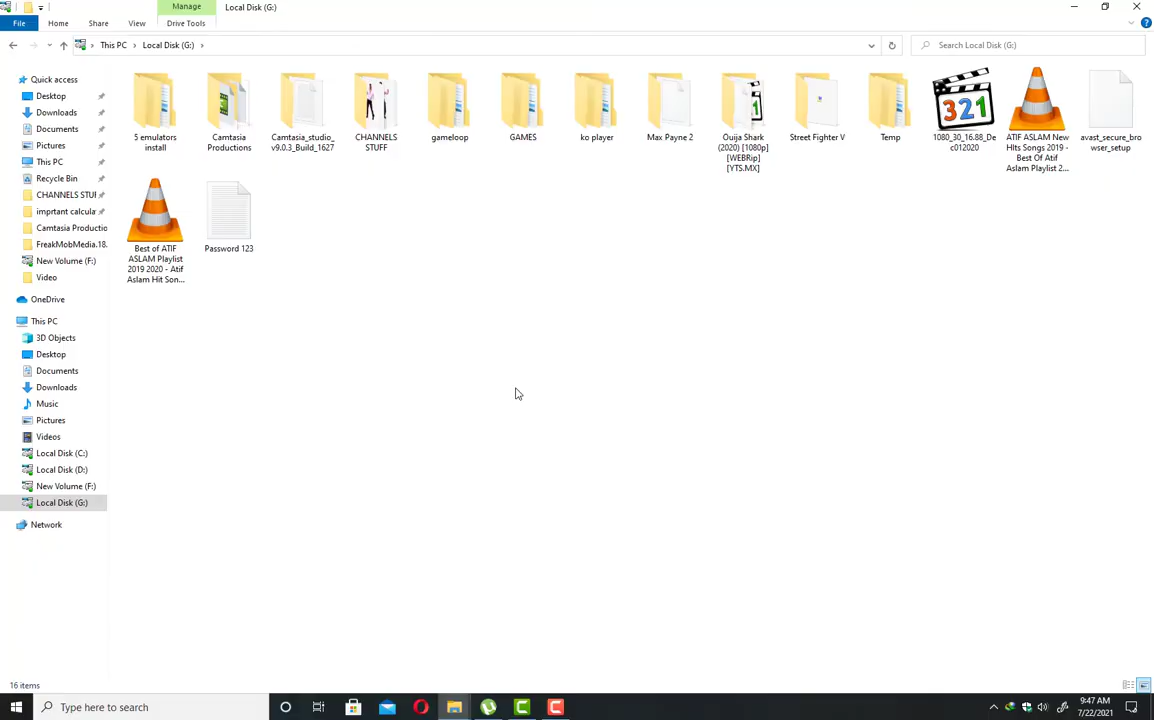 Manage
Local Disk (G:)
File
Home
Share
View
Drive Tools
This PC
Local Disk (G:)
Search Local Disk (G:)
Quick access
Desktop
Downloads
Documents
Pictures
This PC
Recycle Bin
CHANNELS STUF
imprtant calcula
Camtasia Productio
FreakMobMedia.18.
New Volume (F:)
Video
OneDrive
This PC
3D Objects
Desktop
Documents
Downloads
Music
Pictures
Videos
Local Disk (C:)
Local Disk (D:)
New Volume (F:)
Local Disk (G:)
Network
5 emulators
install
Camtasia
Productions
Camtasia_studio_
v9.0.3_Build_1627
CHANNELS
STUFF
gameloop
GAMES
ko player
Max Payne 2
Ouija Shark
(2020) [1080p]
[WEBRip]
[YTS.MX]
Street Fighter V
Temp
321
1080_30_16.88_De
c012020
ATIF ASLAM New
HIts Songs 2019 -
Best Of Atif
Aslam Playlist 2...
avast_secure_bro
wser_setup
Best of ATIF
ASLAM Playlist
2019 2020 - Atif
Aslam Hit Son...
Password 123
16 items
Type here to search
9:47 AM
7/22/2021